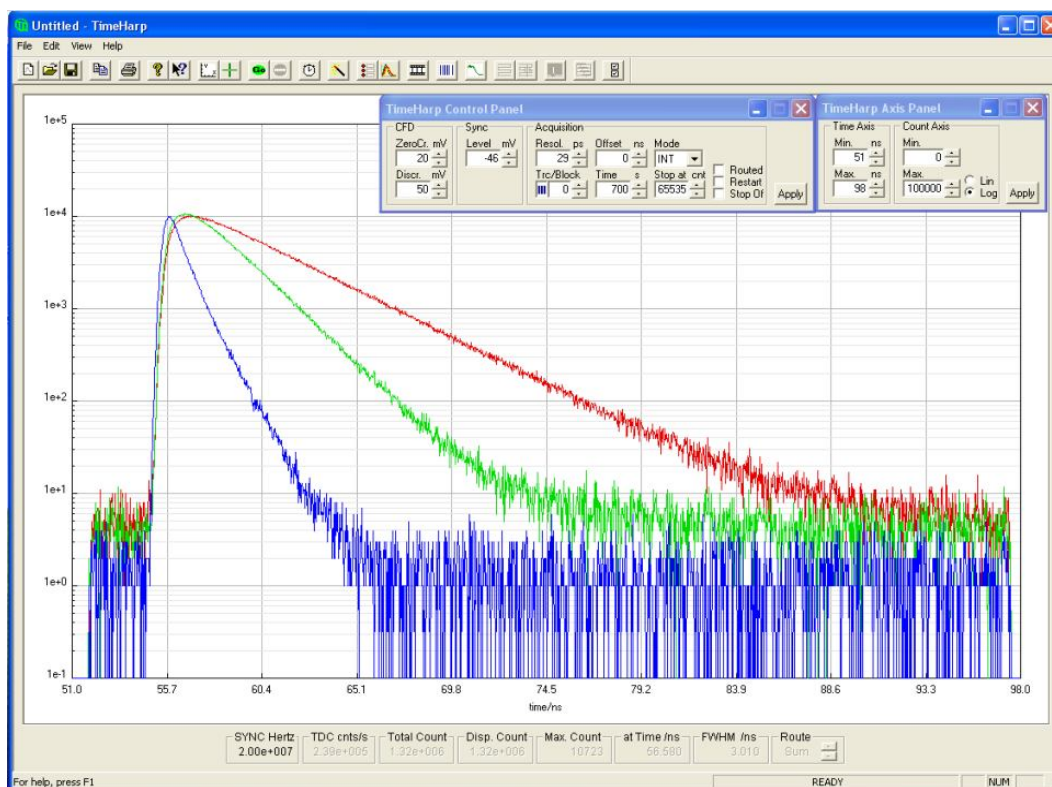 Untitled - TimeHarp
File Edit View Help
TimeHarp Control Panel
CFD
ZeroCr. mV
20
Discr. mV
50
Sync
Level mV
-46
Acquisition
Resol. ps
29
Offset ns
0
Mode
INT
Trc/Block
0
Time s
700
Stop at cnt
65535
Routed
Restart
Stop Of
Apply
TimeHarp Axis Panel
Time Axis
Min. ns
51
Max. ns
98
Count Axis
Min.
0
Max.
100000
Lin
Log
Apply
1e+5
1e+4
1e+3
1e+2
1e+1
1e+0
1e-1
51.0 55.7 60.4 65.1 69.8 74.5 79.2 83.9 88.6 93.3 98.0
time/ns
SYNC Hertz TDC cnts/s Total Count Disp. Count Max. Count at Time /ns FWHM /ns Route
2.00e+007 2.39e+005 1.32e+006 1.32e+006 10723 56.580 3.010 Sum
For help, press F1 READY NUM